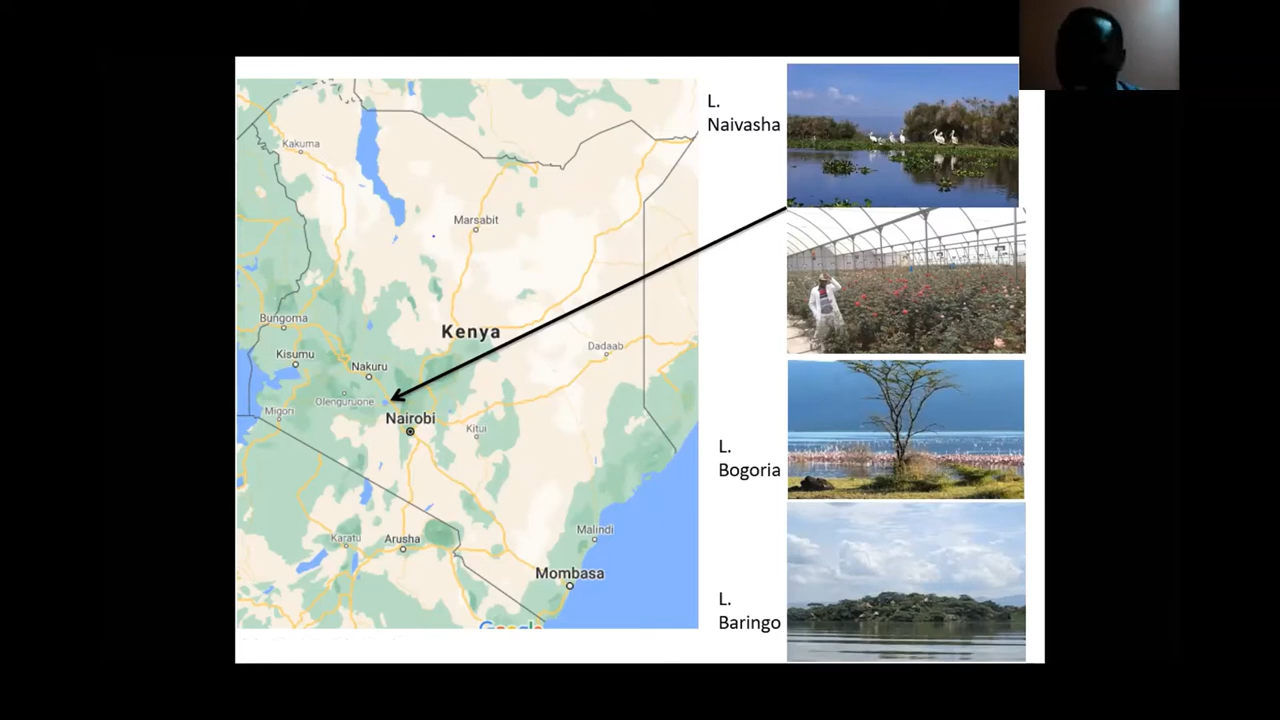 Kakuma
Marsabit
Bungoma
Kenya
Kisumu
Dadaab
Nakuru
Olenguruone
Migori
Nairobi
Kitui
Malindi
Karatu
Arusha
Mombasa
Google
L.
Naivasha
L.
Bogoria
L.
Baringo